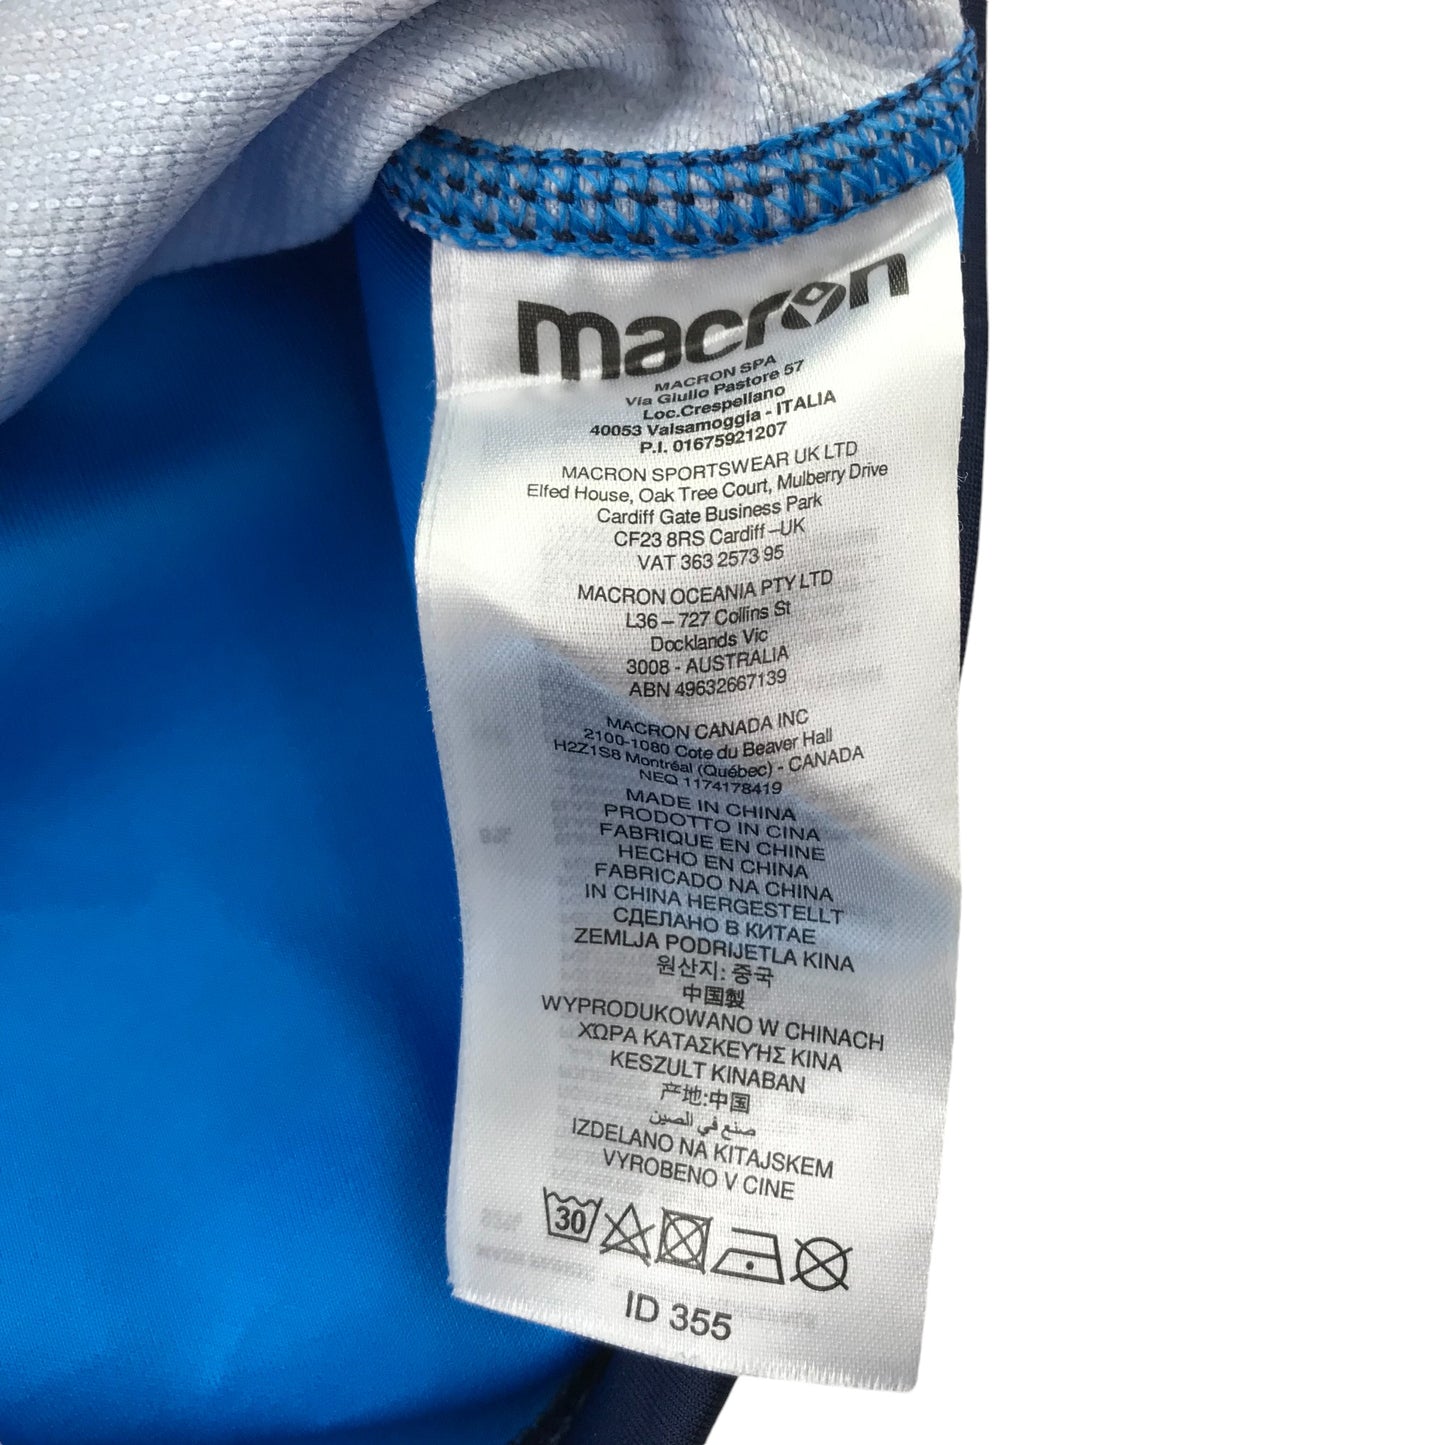 macron
MACRON SPA
Via Giulio Pastore 57
Loc.Crespellano
40053 Valsamoggia - ITALIA
P.I. 01675921207
MACRON SPORTSWEAR UK LTD
Elfed House, Oak Tree Court, Mulberry Drive
Cardiff Gate Business Park
CF23 8RS Cardiff –UK
VAT 363 2573 95
MACRON OCEANIA PTY LTD
L36 – 727 Collins St
Docklands Vic
3008 - AUSTRALIA
ABN 49632667139
MACRON CANADA INC
2100-1080 Cote du Beaver Hall
H2Z1S8 Montréal (Québec) - CANADA
NEQ 1174178419
MADE IN CHINA
PRODOTTO IN CINA
FABRIQUE EN CHINE
HECHO EN CHINA
FABRICADO NA CHINA
IN CHINA HERGESTELLT
СДЕЛАНО В КИТАЕ
ZEMLJA PODRIJETLA KINA
원산지: 중국
中国製
WYPRODUKOWANO W CHINACH
ΧΩΡΑ ΚΑΤΑΣΚΕΥΉΣ ΚΙΝΑ
KESZULT KINABAN
产地:中国
صنع في الصين
IZDELANO NA KITAJSKEM
VYROBENO V CINE
30
ID 355